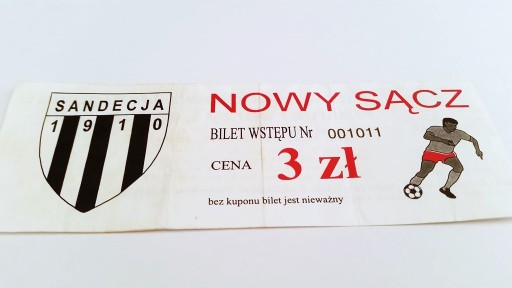 SANDECJA
1910
NOWY SĄCZ
BILET WSTĘPU Nr 001011
CENA 3 zł
bez kuponu bilet jest nieważny